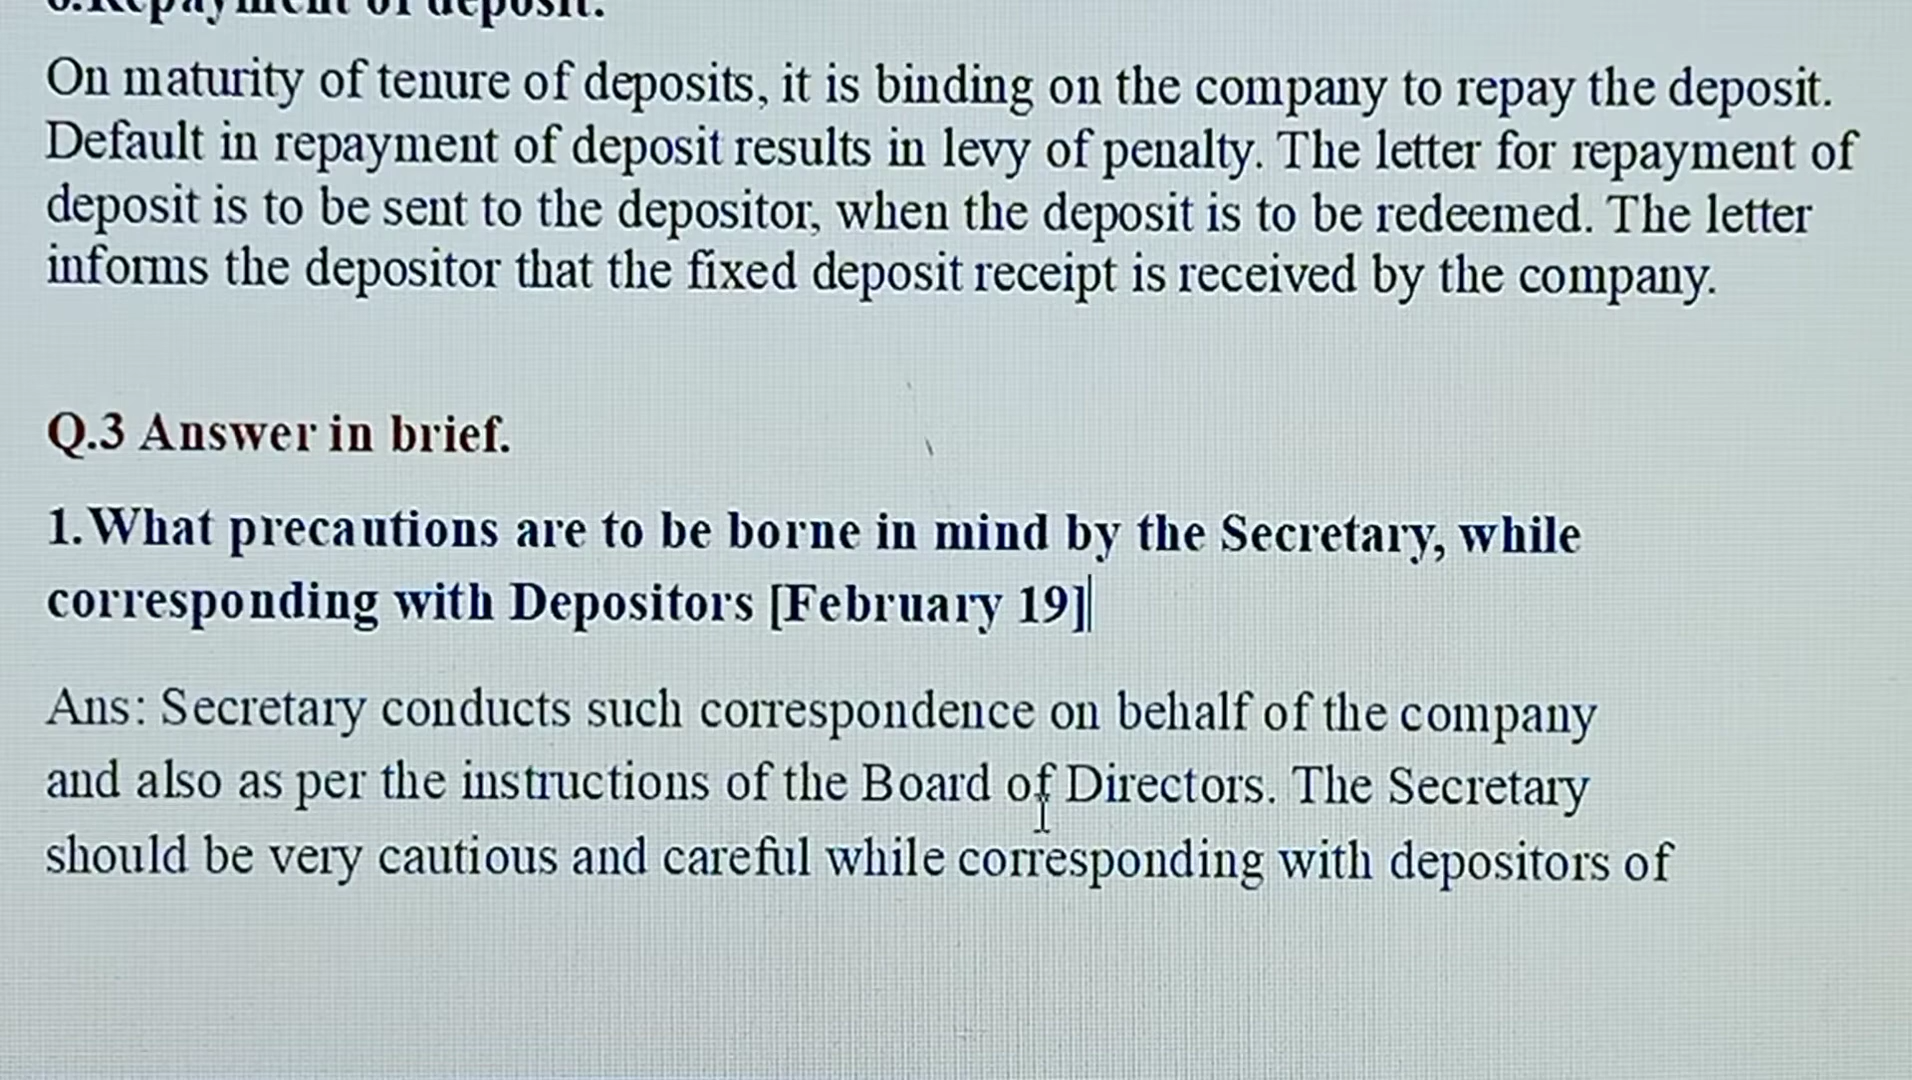 6.Repayment of deposit:
On maturity of tenure of deposits, it is binding on the company to repay the deposit.
Default in repayment of deposit results in levy of penalty. The letter for repayment of
deposit is to be sent to the depositor, when the deposit is to be redeemed. The letter
informs the depositor that the fixed deposit receipt is received by the company.
Q.3 Answer in brief.
1.What precautions are to be borne in mind by the Secretary, while
corresponding with Depositors [February 19]
Ans: Secretary conducts such correspondence on behalf of the company
and also as per the instructions of the Board of Directors. The Secretary
should be very cautious and careful while corresponding with depositors of